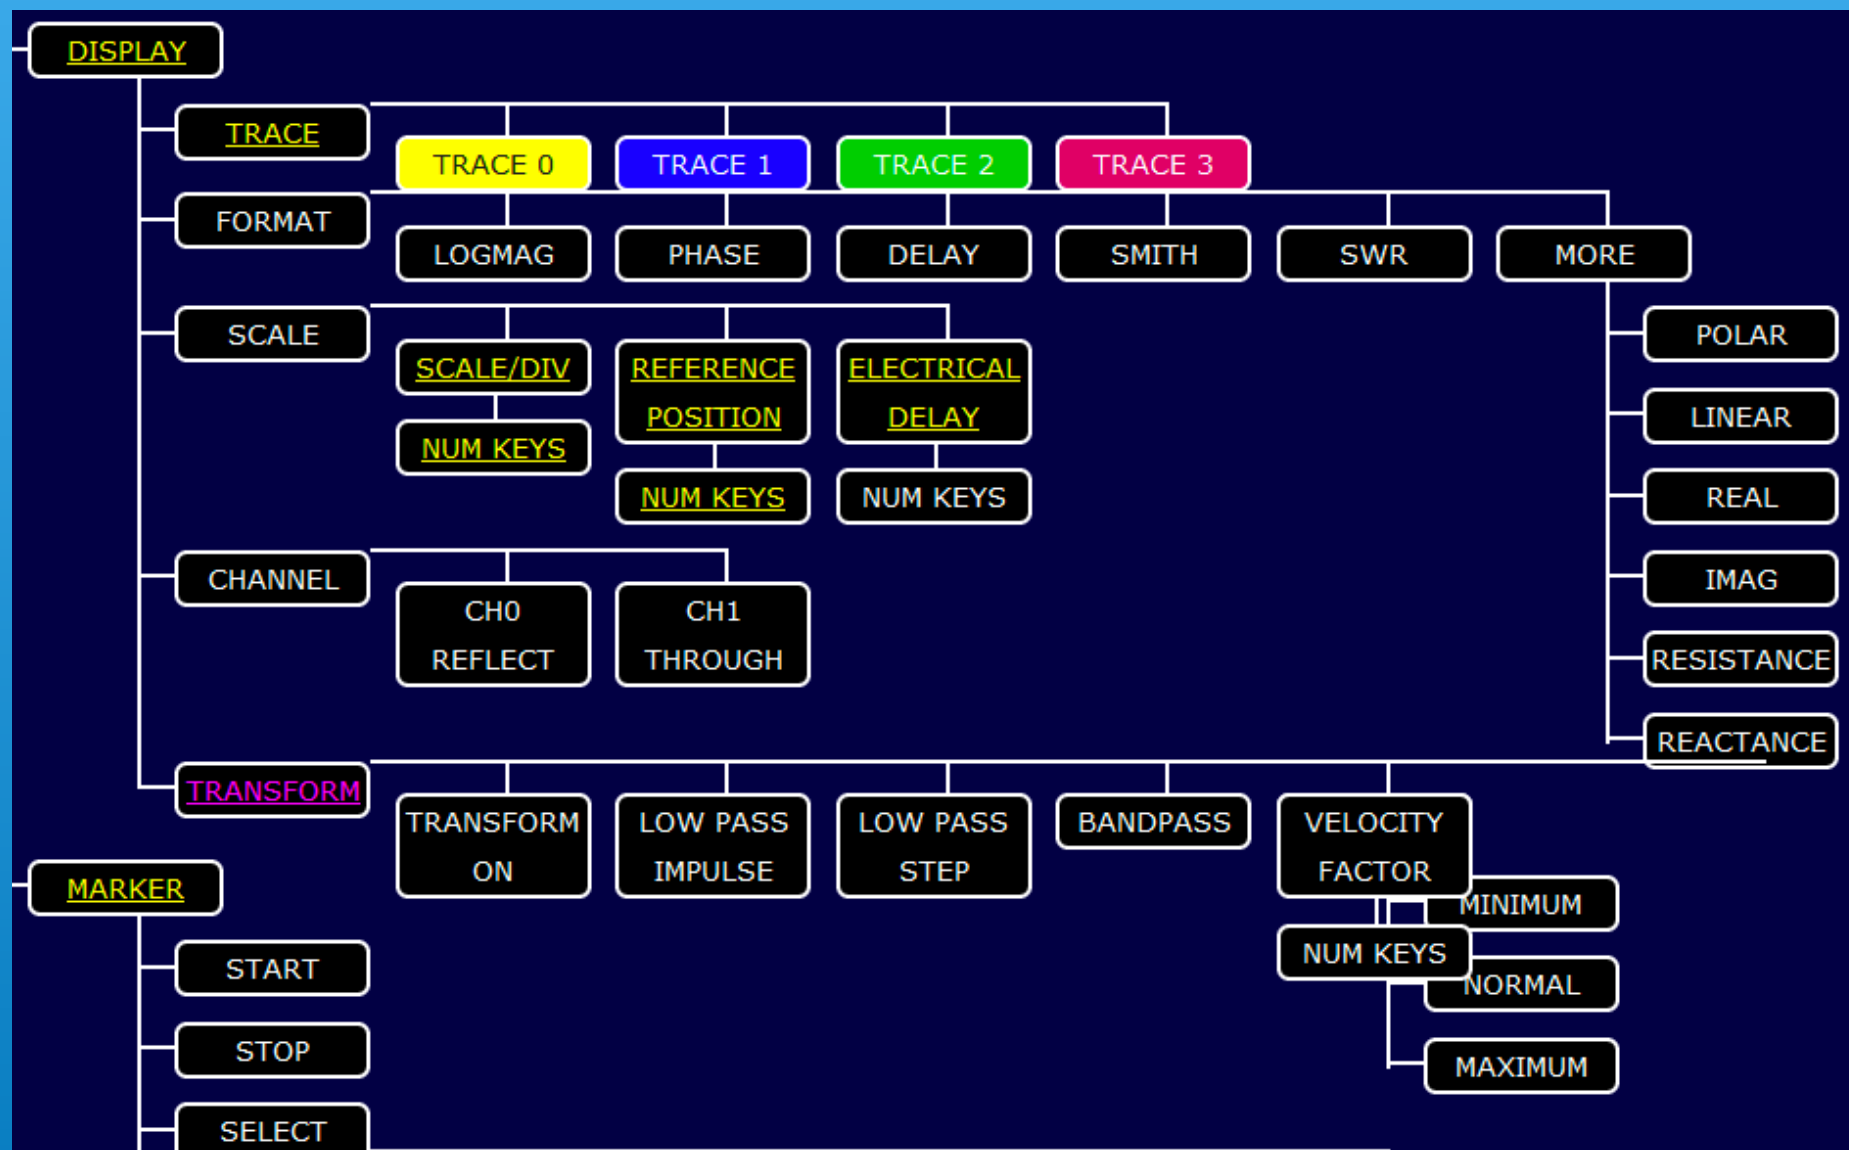 DISPLAY
TRACE
TRACE 0
TRACE 1
TRACE 2
TRACE 3
FORMAT
LOGMAG
PHASE
DELAY
SMITH
SWR
MORE
POLAR
LINEAR
REAL
IMAG
RESISTANCE
REACTANCE
SCALE
SCALE/DIV
NUM KEYS
REFERENCE
POSITION
NUM KEYS
ELECTRICAL
DELAY
NUM KEYS
CHANNEL
CH0
REFLECT
CH1
THROUGH
TRANSFORM
TRANSFORM
ON
LOW PASS
IMPULSE
LOW PASS
STEP
BANDPASS
VELOCITY
FACTOR
NUM KEYS
MINIMUM
NORMAL
MAXIMUM
MARKER
START
STOP
SELECT